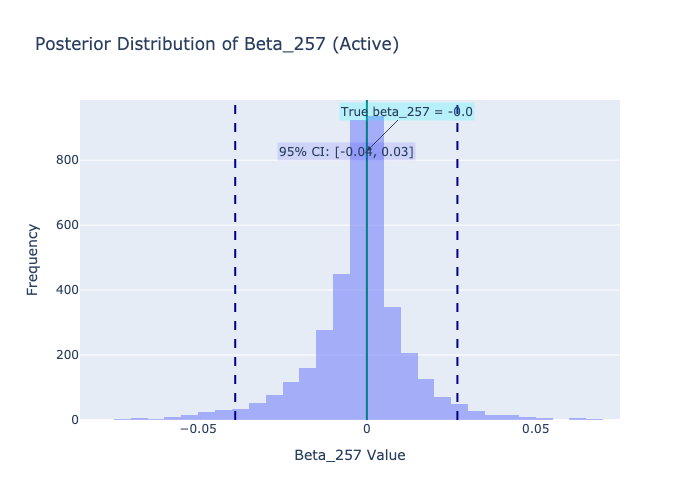 Posterior Distribution of Beta_257 (Active)
True beta_257 = -0.0
95% CI: [-0.04, 0.03]
800
600
400
200
0
Frequency
−0.05
0
0.05
Beta_257 Value